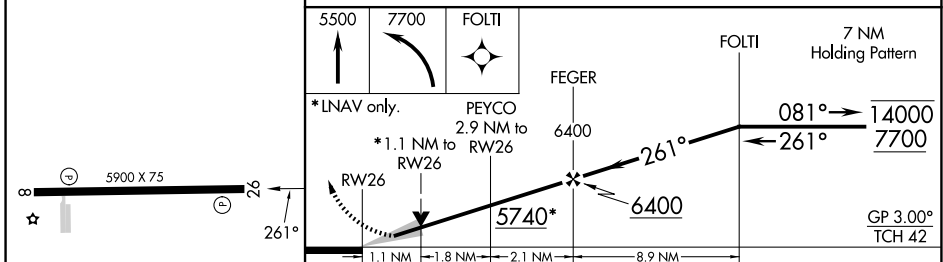 5500
7700
FOLTI
*LNAV only.
PEYCO
2.9 NM to
RW26
*1.1 NM to
RW26
RW26
FEGER
6400
FOLTI
7 NM
Holding Pattern
081°
14000
261°
261°
7700
5740*
6400
GP 3.00°
TCH 42
1.1 NM
1.8 NM
2.1 NM
8.9 NM
8
P
5900 X 75
26
P
261°